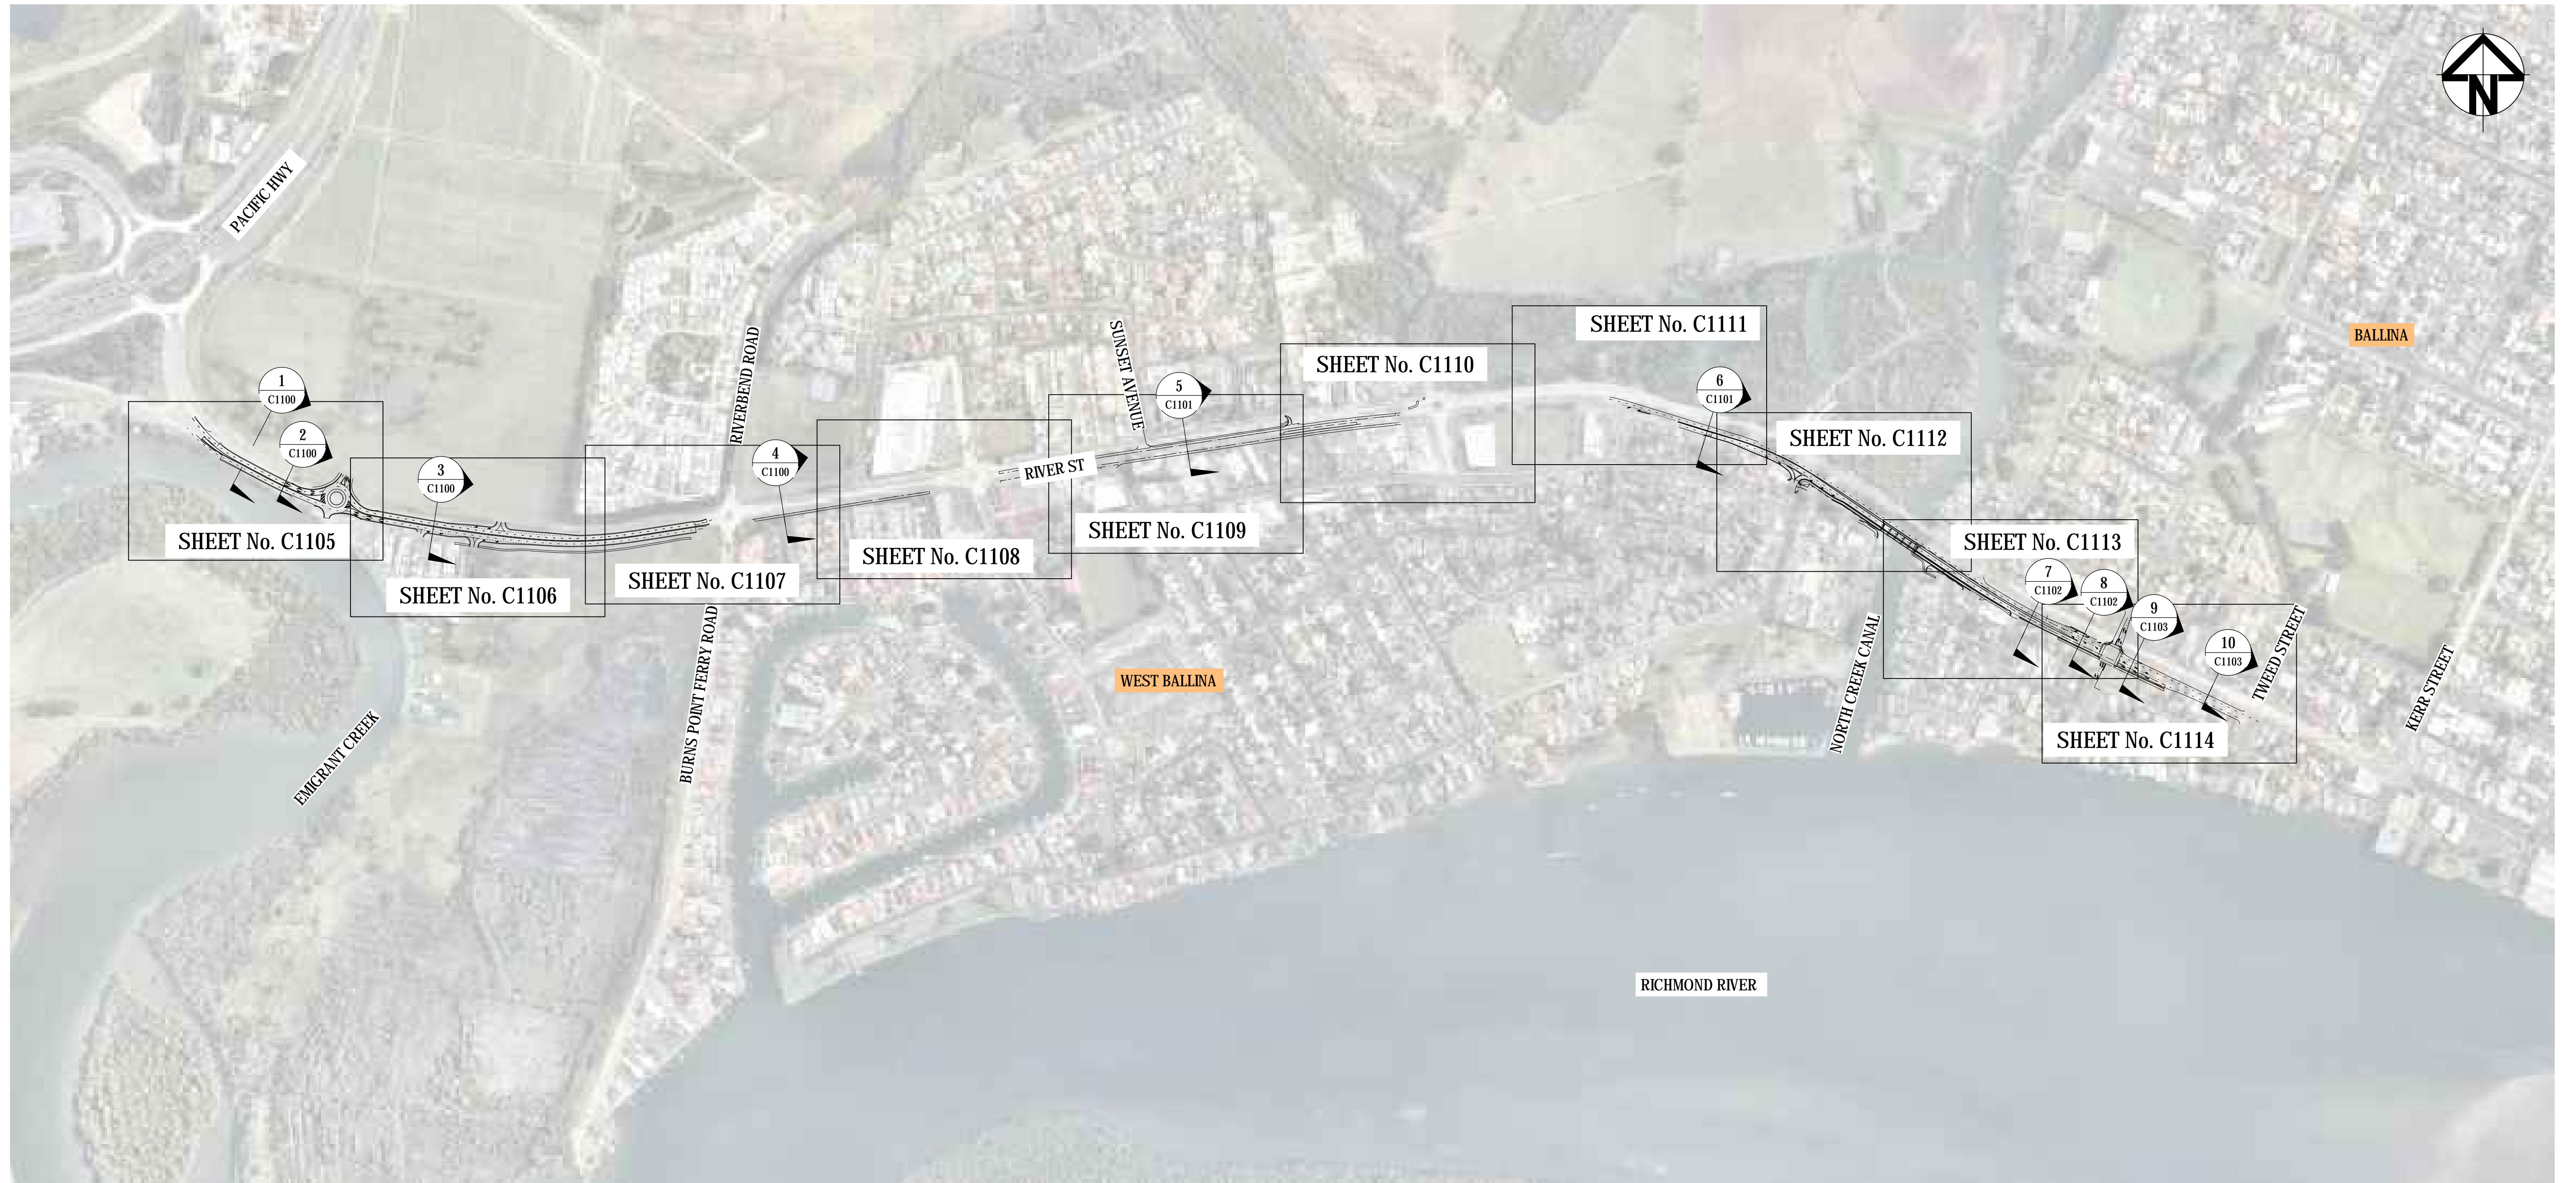 N
PACIFIC HWY
SHEET No. C1111
BALLINA
SUNSET AVENUE
RIVERBEND ROAD
SHEET No. C1110
1
C1100
2
C1100
3
C1100
4
C1100
5
C1101
6
C1101
SHEET No. C1112
RIVER ST
SHEET No. C1105
SHEET No. C1106
SHEET No. C1107
SHEET No. C1108
SHEET No. C1109
SHEET No. C1113
7
C1102
8
C1102
9
C1103
10
C1103
TWEED STREET
KERR STREET
NORTH CREEK CANAL
BURNS POINT FERRY ROAD
WEST BALLINA
EMIGRANT CREEK
SHEET No. C1114
RICHMOND RIVER